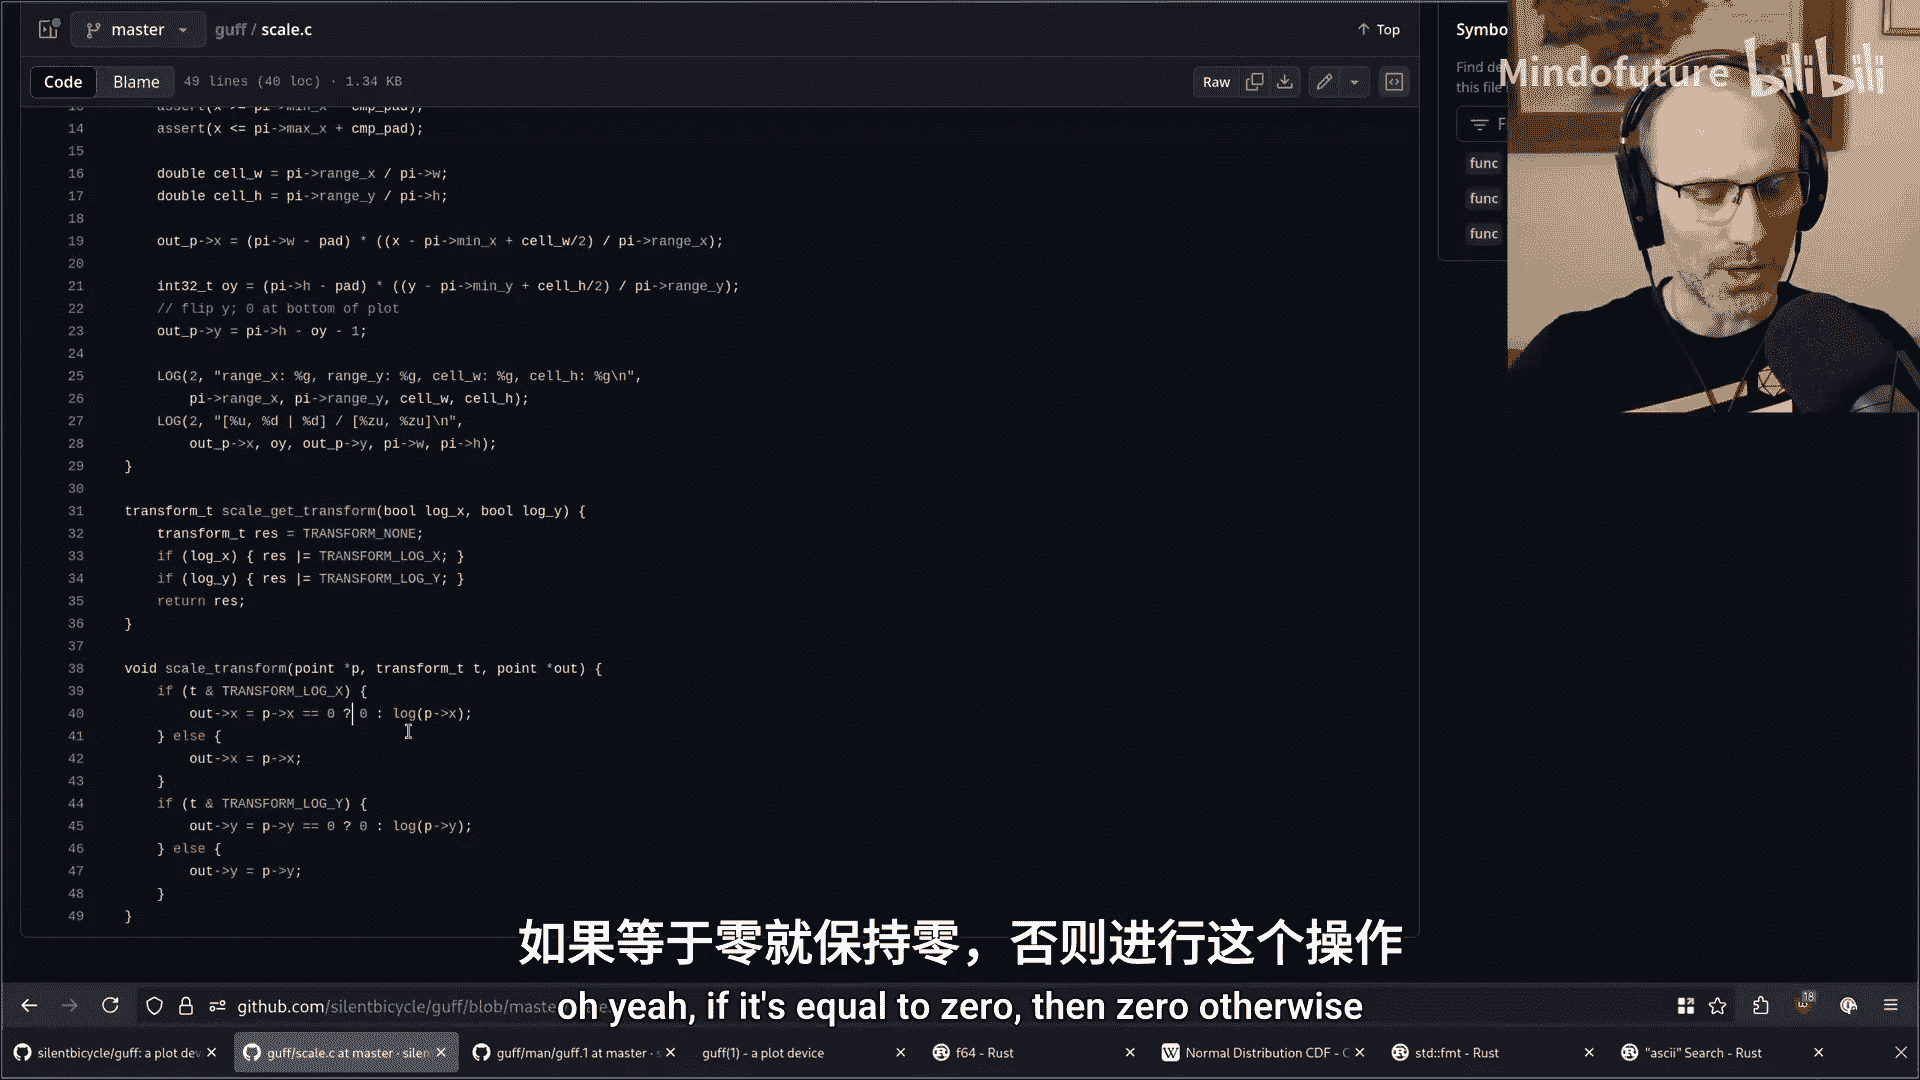 master
guff / scale.c
Top
Code
Blame
49 lines (40 loc) · 1.34 KB
Raw
14 assert(x <= pi->max_x + cmp_pad);
15
16 double cell_w = pi->range_x / pi->w;
17 double cell_h = pi->range_y / pi->h;
18
19 out_p->x = (pi->w - pad) * ((x - pi->min_x + cell_w/2) / pi->range_x);
20
21 int32_t oy = (pi->h - pad) * ((y - pi->min_y + cell_h/2) / pi->range_y);
22 // flip y; 0 at bottom of plot
23 out_p->y = pi->h - oy - 1;
24
25 LOG(2, "range_x: %g, range_y: %g, cell_w: %g, cell_h: %g\n",
26 pi->range_x, pi->range_y, cell_w, cell_h);
27 LOG(2, "[%u, %d | %d] / [%zu, %zu]\n",
28 out_p->x, oy, out_p->y, pi->w, pi->h);
29 }
30
31 transform_t scale_get_transform(bool log_x, bool log_y) {
32 transform_t res = TRANSFORM_NONE;
33 if (log_x) { res |= TRANSFORM_LOG_X; }
34 if (log_y) { res |= TRANSFORM_LOG_Y; }
35 return res;
36 }
37
38 void scale_transform(point *p, transform_t t, point *out) {
39 if (t & TRANSFORM_LOG_X) {
40 out->x = p->x == 0 ? 0 : log(p->x);
41 } else {
42 out->x = p->x;
43 }
44 if (t & TRANSFORM_LOG_Y) {
45 out->y = p->y == 0 ? 0 : log(p->y);
46 } else {
47 out->y = p->y;
48 }
49 }
Symbo
Find de
this file
F
func
func
func
Mindofuture bilibili
如果等于零就保持零，否则进行这个操作
oh yeah, if it's equal to zero, then zero otherwise
github.com/silentbicycle/guff/blob/maste
18
silentbicycle/guff: a plot dev
guff/scale.c at master · silen
guff/man/guff.1 at master · s
guff(1) - a plot device
f64 - Rust
Normal Distribution CDF - C
std::fmt - Rust
"ascii" Search - Rust